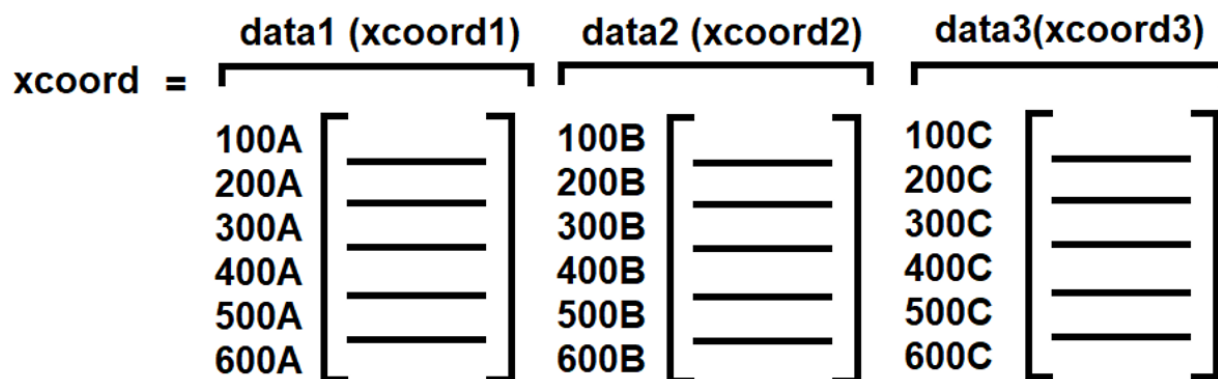 data1 (xcoord1) data2 (xcoord2) data3(xcoord3)
xcoord =
100A 100B 100C
200A 200B 200C
300A 300B 300C
400A 400B 400C
500A 500B 500C
600A 600B 600C